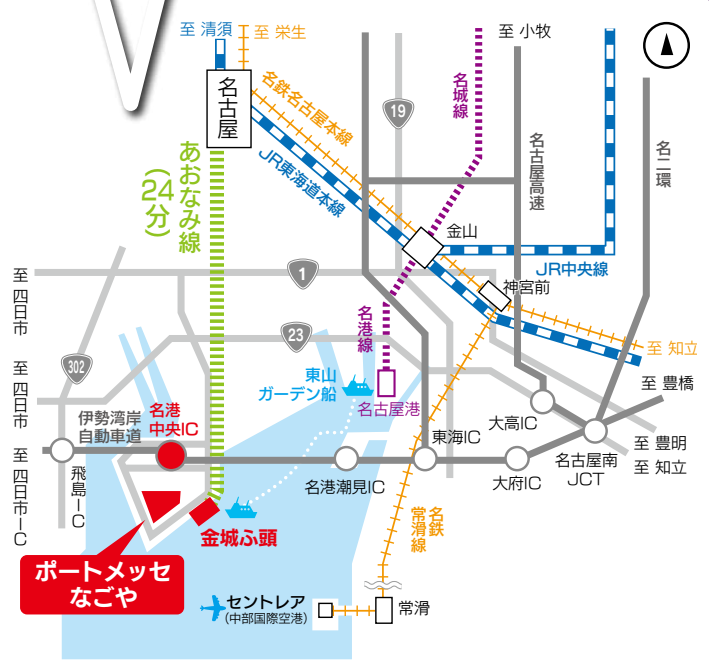 至 清須
至 栄生
至 小牧
名古屋
名鉄名古屋本線
JR東海道本線
19
名城線
名古屋高速
名二環
あおなみ線
(24分)
金山
JR中央線
神宮前
至 四日市
1
名港線
23
至 知立
302
至 四日市
東山
ガーデン船
名古屋港
至 豊橋
伊勢湾岸
自動車道
名港
中央IC
大高IC
東海IC
至 豊明
至 知立
至 四日市IC
飛島IC
名港潮見IC
大府IC
名古屋南
JCT
金城ふ頭
名鉄
常滑線
ポートメッセ
なごや
セントレア
(中部国際空港)
常滑